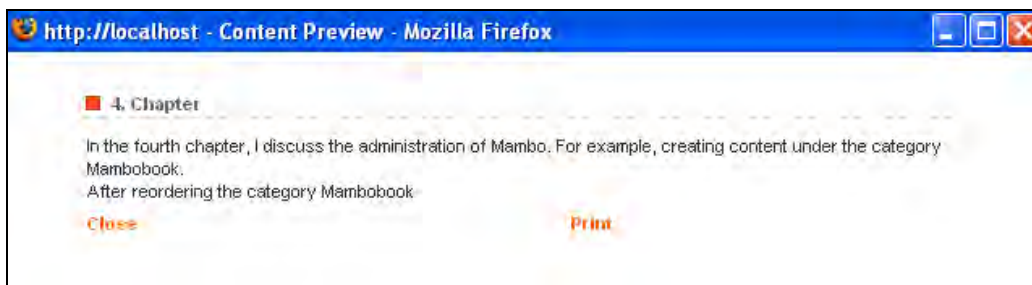 http://localhost - Content Preview - Mozilla Firefox
4. Chapter
In the fourth chapter, I discuss the administration of Mambo. For example, creating content under the category
Mambobook.
After reordering the category Mambobook
Close Print